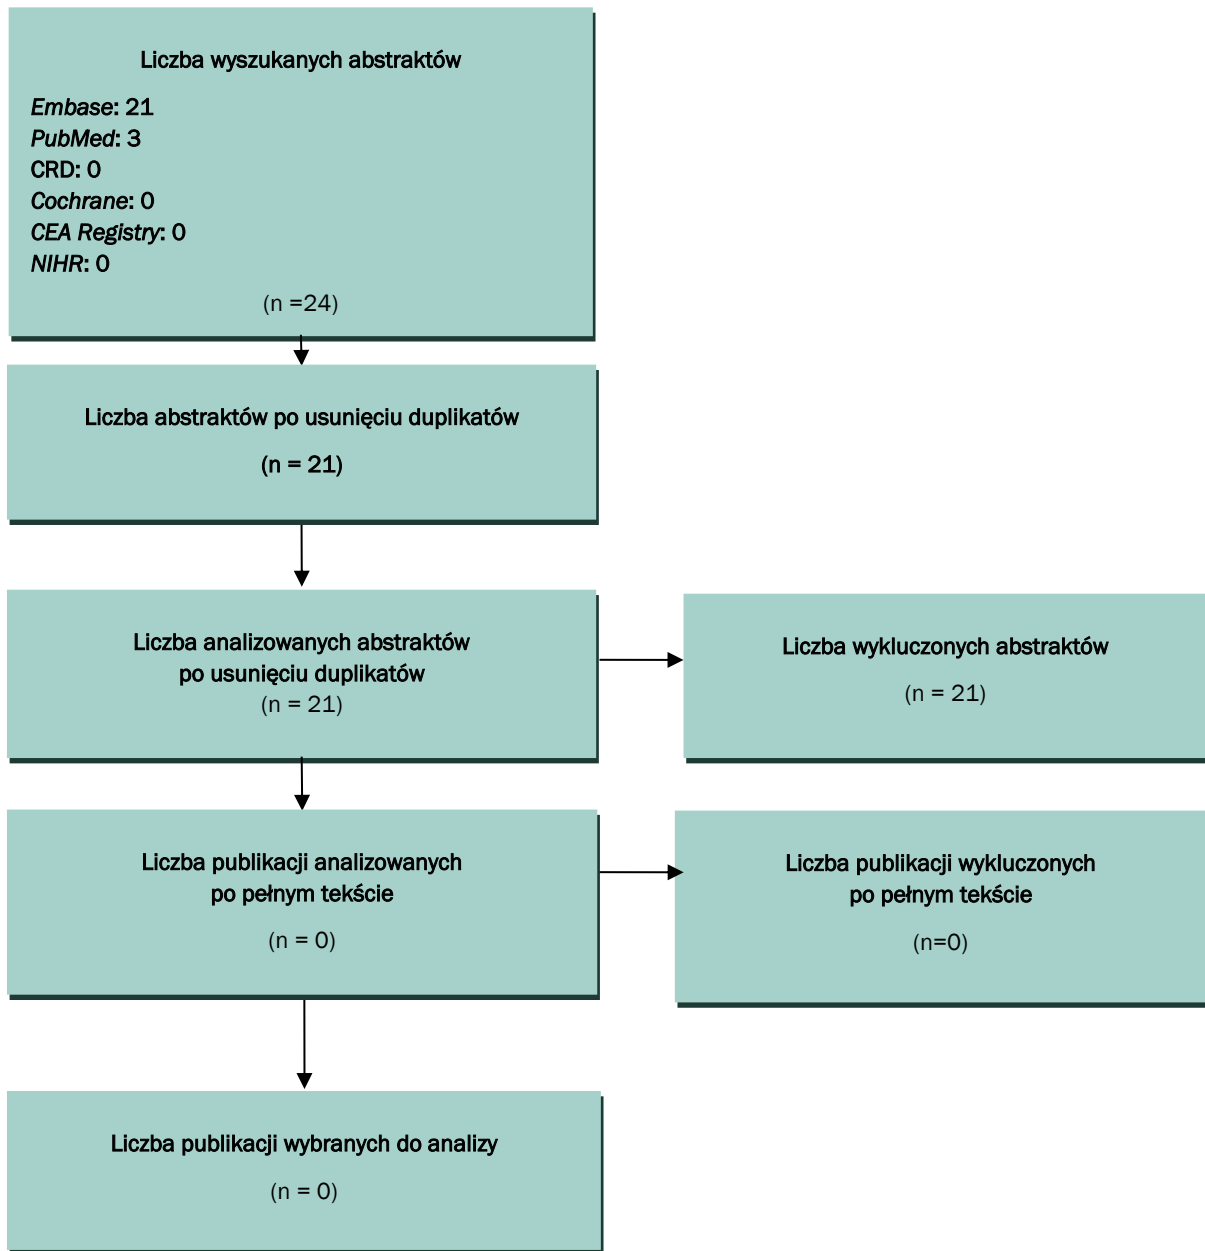 Liczba wyszukanych abstraktów
Embase: 21
PubMed: 3
CRD: 0
Cochrane: 0
CEA Registry: 0
NIHR: 0
(n =24)
Liczba abstraktów po usunięciu duplikatów
(n = 21)
Liczba analizowanych abstraktów
po usunięciu duplikatów
(n = 21)
Liczba wykluczonych abstraktów
(n = 21)
Liczba publikacji analizowanych
po pełnym tekście
(n = 0)
Liczba publikacji wykluczonych
po pełnym tekście
(n=0)
Liczba publikacji wybranych do analizy
(n = 0)